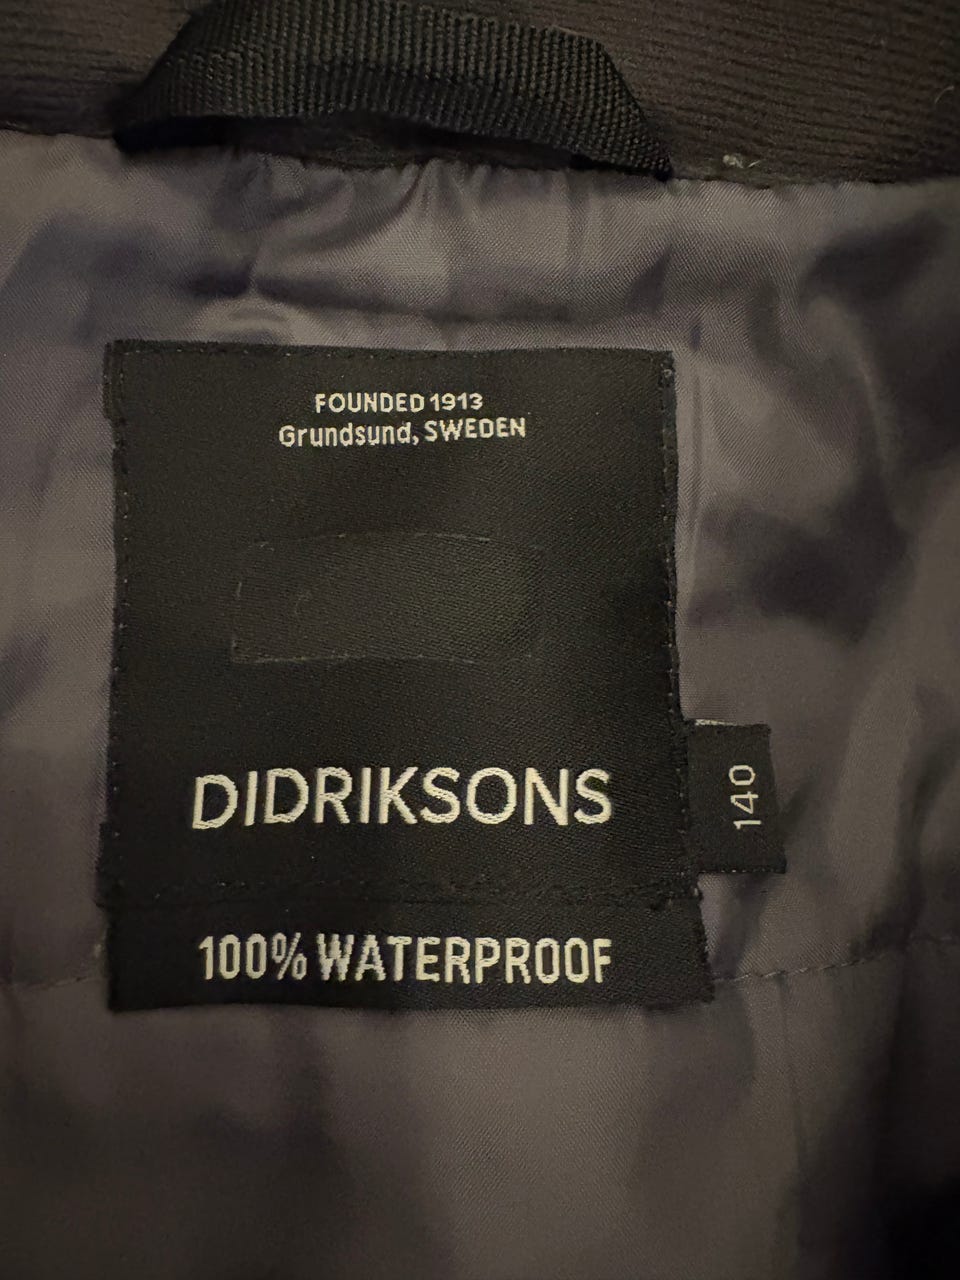 FOUNDED 1913
Grundsund, SWEDEN
DIDRIKSONS
140
100% WATERPROOF